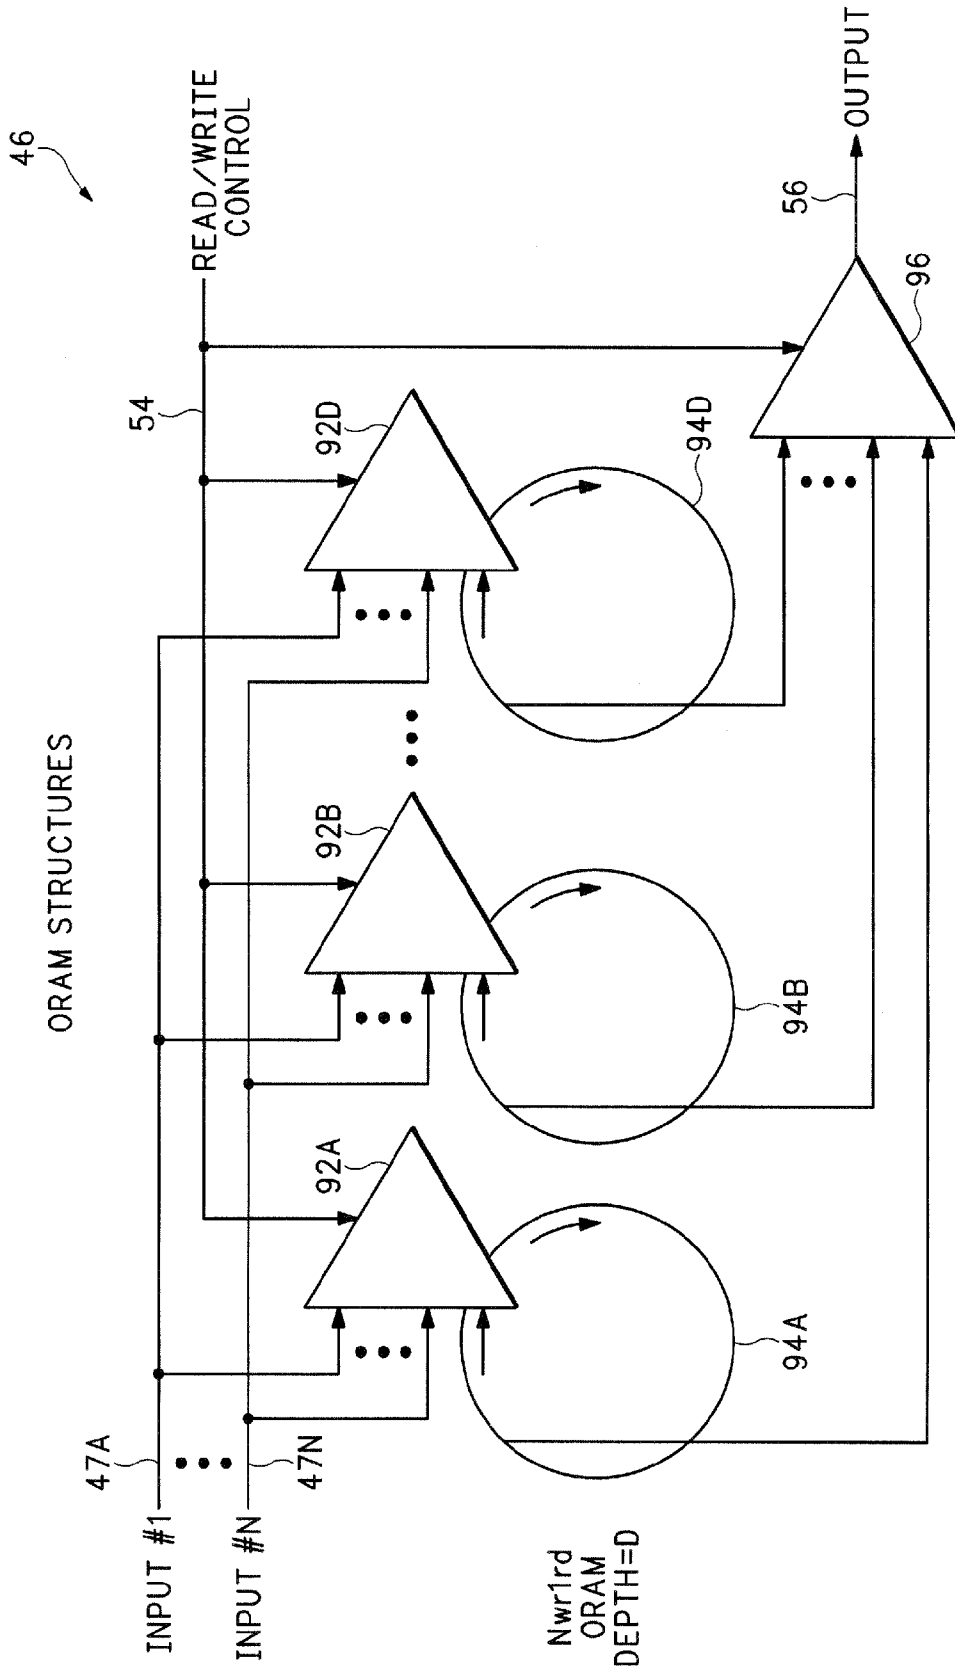 ORAM STRUCTURES
46
INPUT #1
47A
INPUT #N
47N
54
READ/WRITE
CONTROL
92A
92B
92D
94A
94B
94D
Nwr1rd
ORAM
DEPTH=D
96
56
OUTPUT